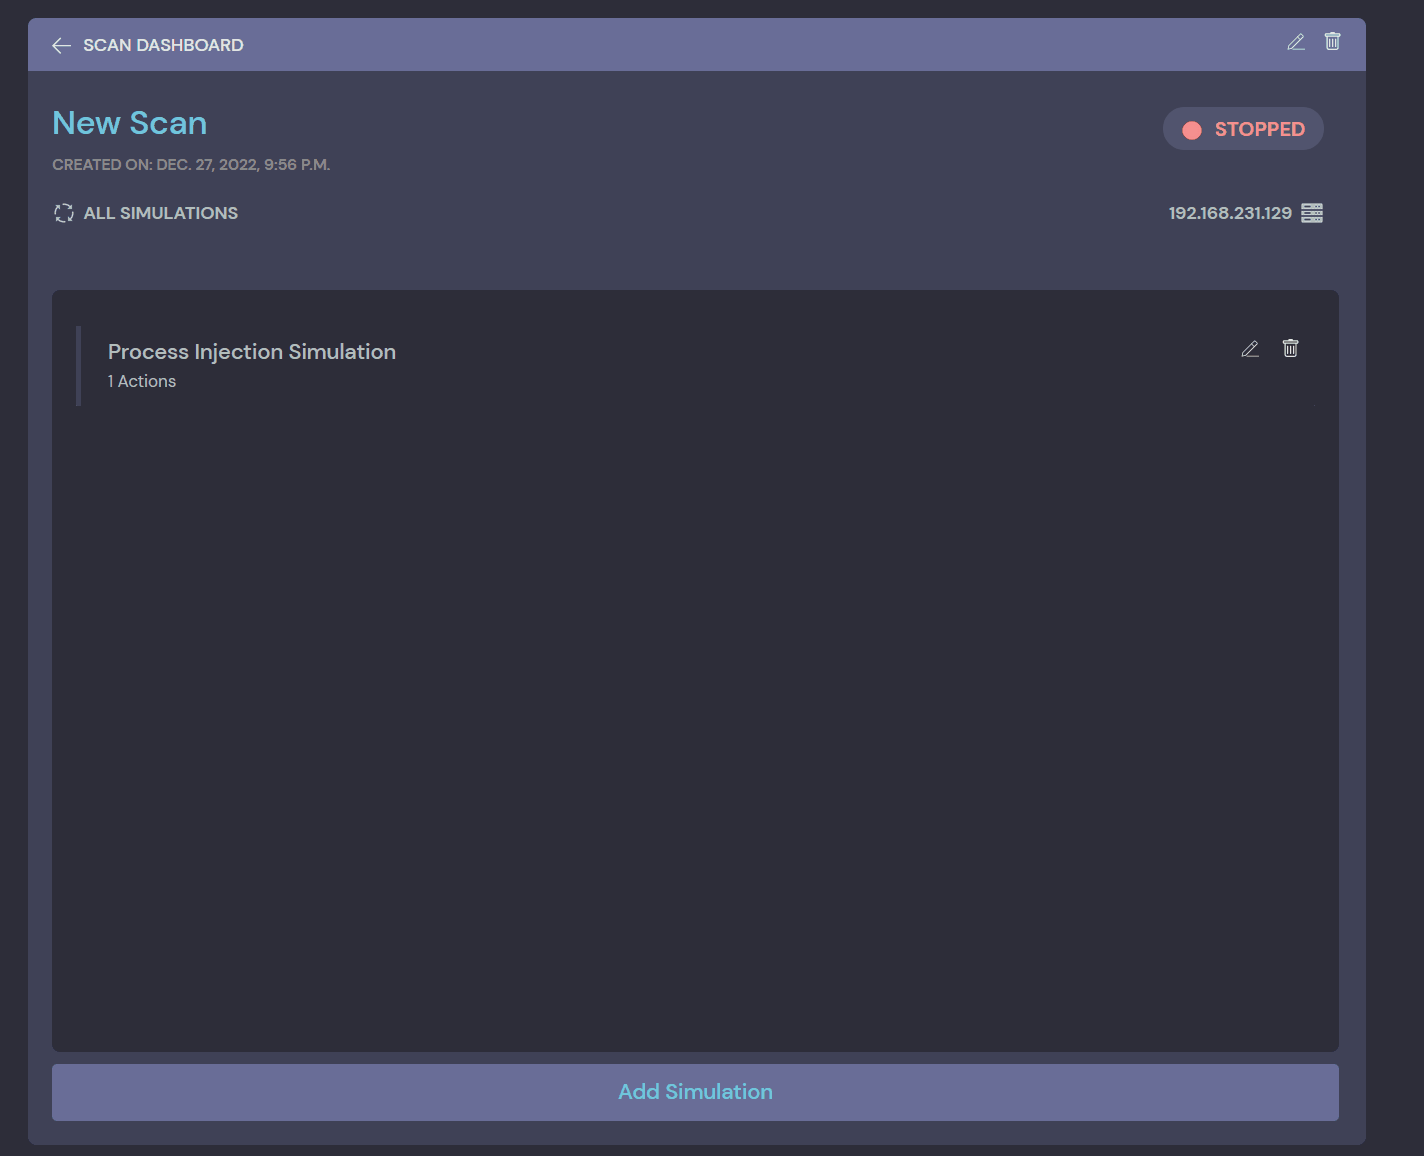 SCAN DASHBOARD
New Scan
STOPPED
CREATED ON: DEC. 27, 2022, 9:56 P.M.
ALL SIMULATIONS
192.168.231.129
Process Injection Simulation
1 Actions
Add Simulation